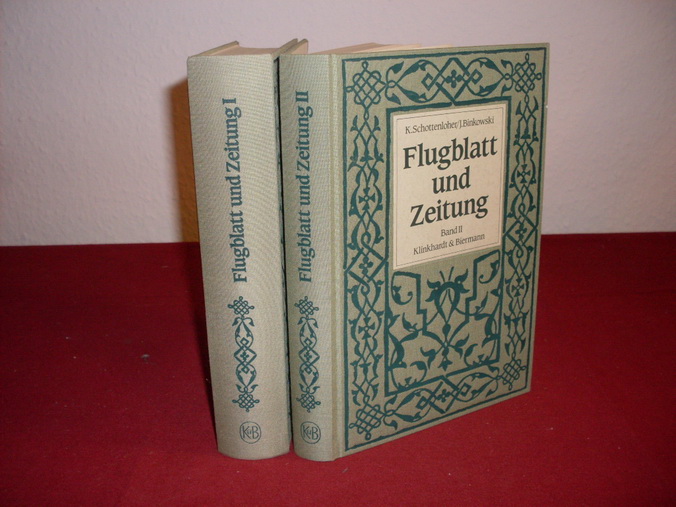 Flugblatt und Zeitung I
K&B
Flugblatt und Zeitung II
K&B
K. Schottenloher/J. Binkowski
Flugblatt
und
Zeitung
Band II
Klinkhardt & Biermann